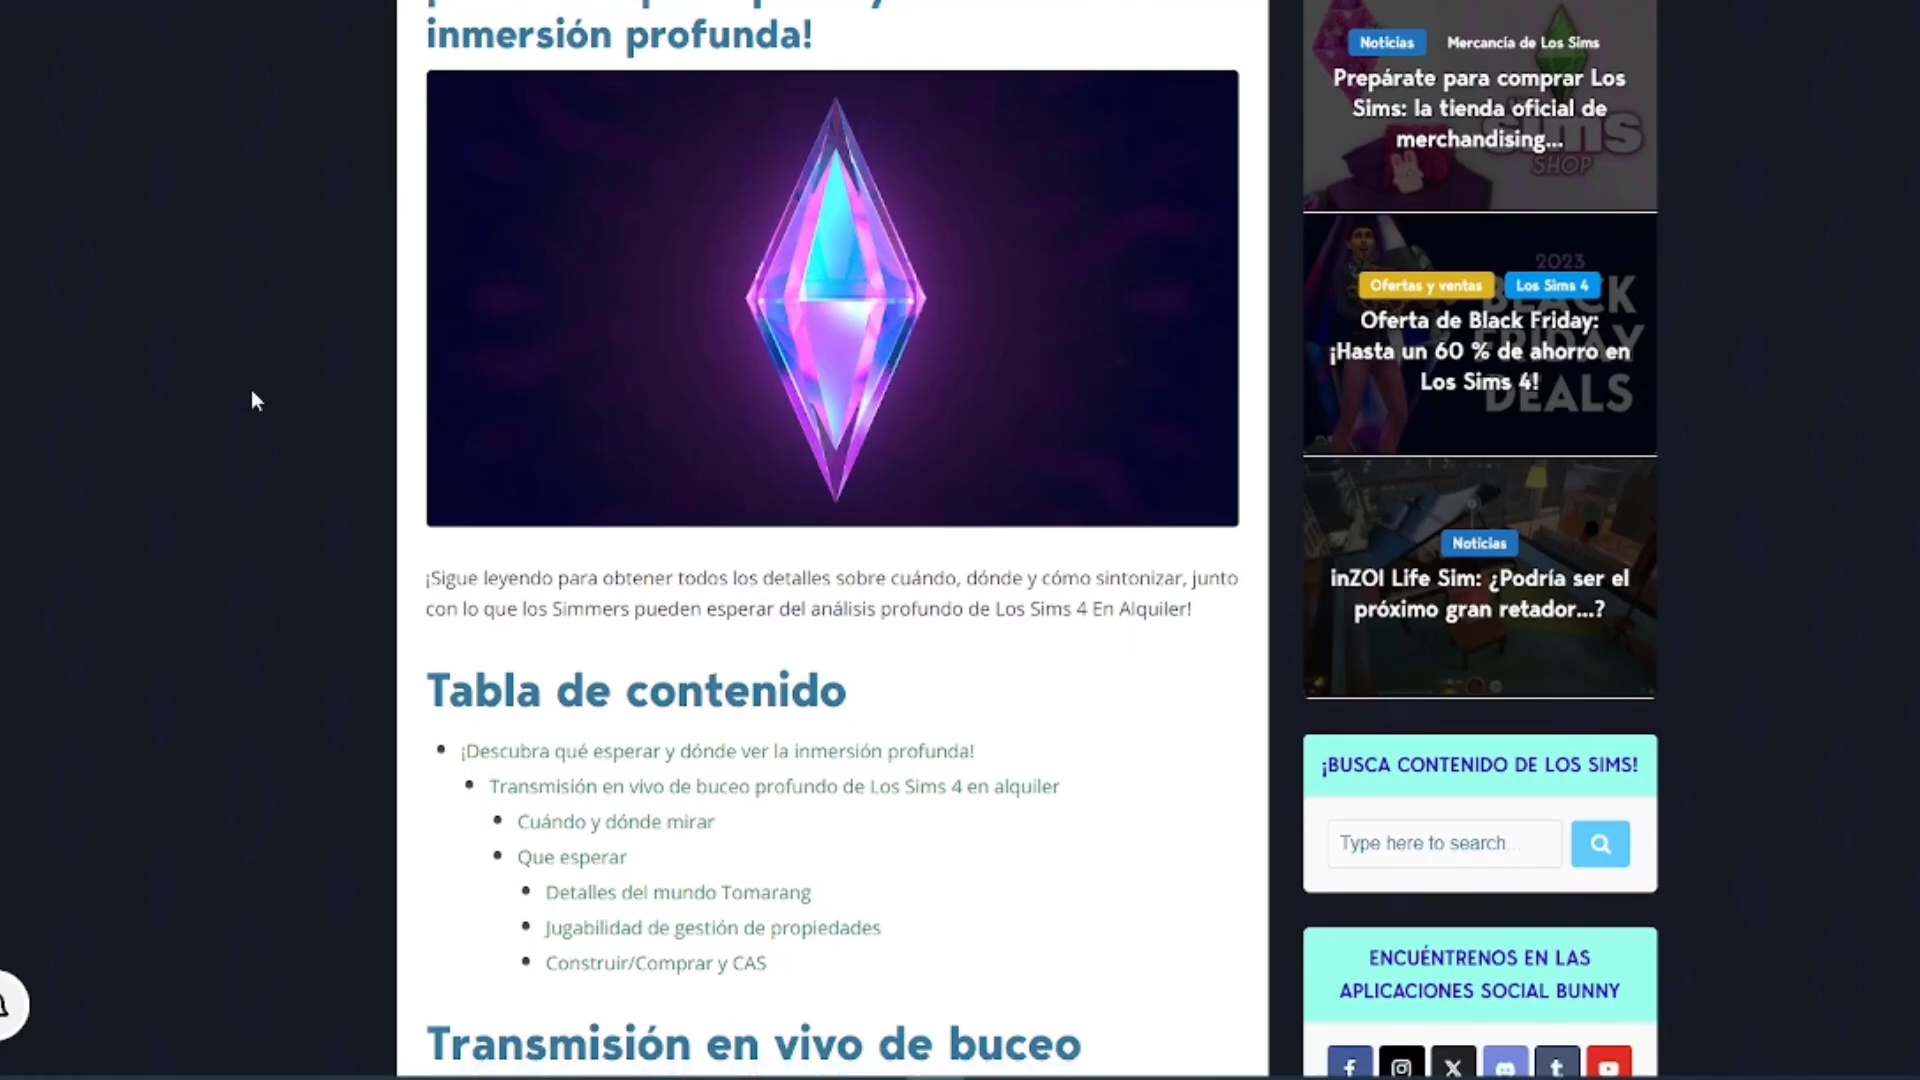 inmersión profunda!
¡Sigue leyendo para obtener todos los detalles sobre cuándo, dónde y cómo sintonizar, junto
con lo que los Simmers pueden esperar del análisis profundo de Los Sims 4 En Alquiler!
Tabla de contenido
¡Descubra qué esperar y dónde ver la inmersión profunda!
Transmisión en vivo de buceo profundo de Los Sims 4 en alquiler
Cuándo y dónde mirar
Que esperar
Detalles del mundo Tomarang
Jugabilidad de gestión de propiedades
Construir/Comprar y CAS
Transmisión en vivo de buceo
Noticias Mercancía de Los Sims
Prepárate para comprar Los
Sims: la tienda oficial de
merchandising...
Sims
SHOP
2023
BLACK
FRIDAY
DEALS
Ofertas y ventas Los Sims 4
Oferta de Black Friday:
¡Hasta un 60 % de ahorro en
Los Sims 4!
Noticias
inZOI Life Sim: ¿Podría ser el
próximo gran retador...?
¡BUSCA CONTENIDO DE LOS SIMS!
Type here to search...
ENCUÉNTRENOS EN LAS
APLICACIONES SOCIAL BUNNY